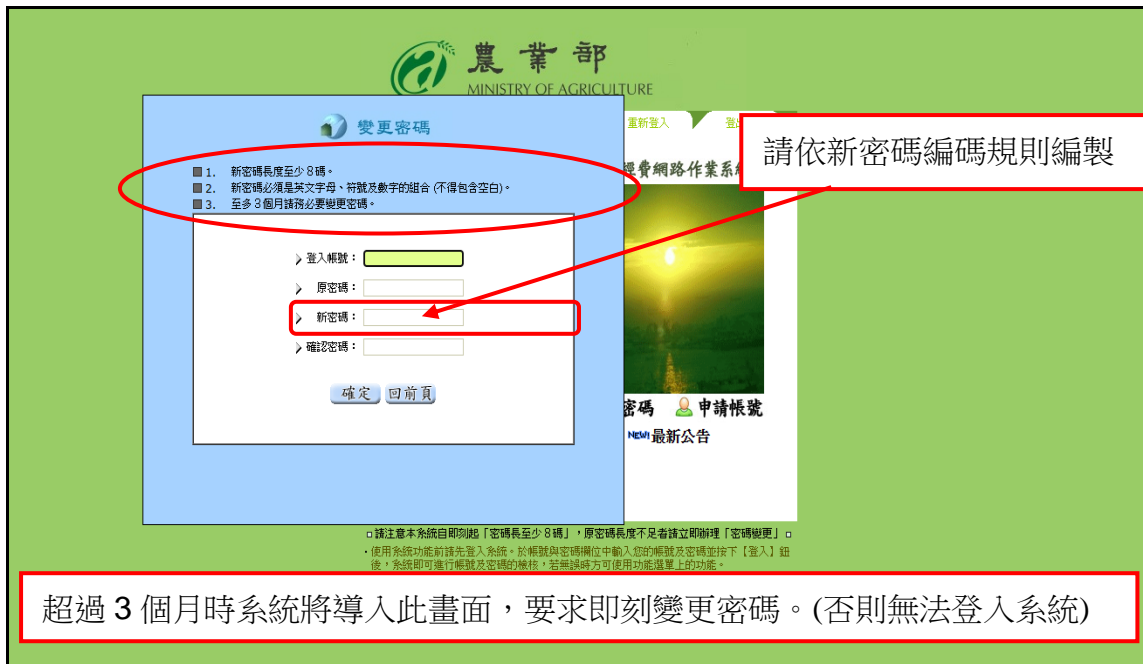 農業部
MINISTRY OF AGRICULTURE
變更密碼
重新登入
請依新密碼編碼規則編製
1. 新密碼長度至少8碼。
2. 新密碼必須是英文字母、符號及數字的組合 (不得包含空白)。
3. 至多3個月請務必要變更密碼。
經費網路作業系
登入帳號：
原密碼：
新密碼：
確認密碼：
確定 回前頁
密碼 申請帳號
NEW! 最新公告
請注意本系統自即刻起「密碼長至少8碼」，原密碼長度不足者請立即辦理「密碼變更」
‧使用系統功能前請先登入系統。於帳號與密碼欄位中輸入您的帳號及密碼並按下【登入】鈕
後，系統即可進行帳號及密碼的檢核，若無誤時方可使用功能選單上的功能。
超過 3 個月時系統將導入此畫面，要求即刻變更密碼。(否則無法登入系統)